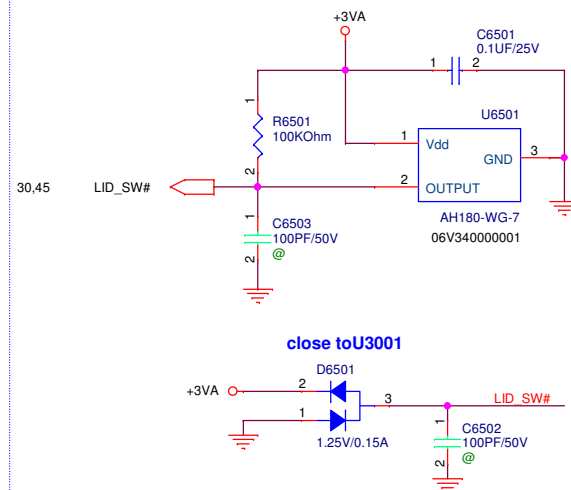 +3VA
C6501
0.1UF/25V
1
2
1
R6501
100KOhm
2
U6501
1
Vdd
GND
3
30,45
LID_SW#
2
OUTPUT
AH180-WG-7
06V340000001
1
C6503
100PF/50V
2
@
close toU3001
D6501
+3VA
2
1
3
LID_SW#
1.25V/0.15A
1
C6502
100PF/50V
2
@